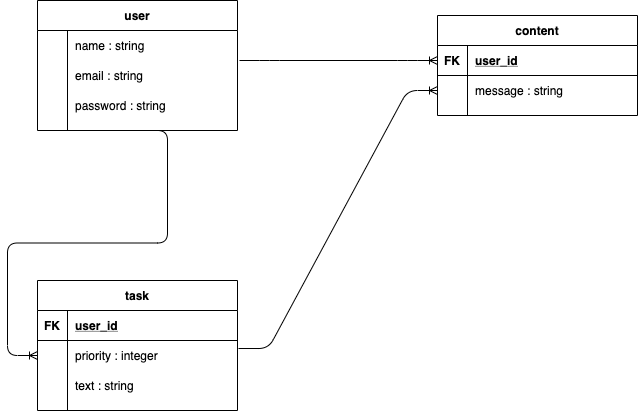 user
name : string
email : string
password : string
content
FK user_id
message : string
task
FK user_id
priority : integer
text : string